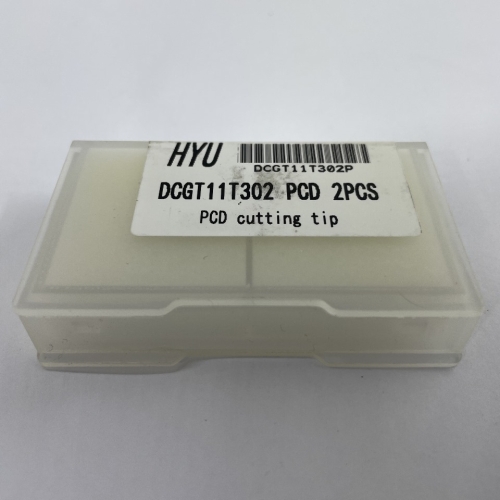 HYU
DCGT11T302P
DCGT11T302 PCD 2PCS
PCD cutting tip